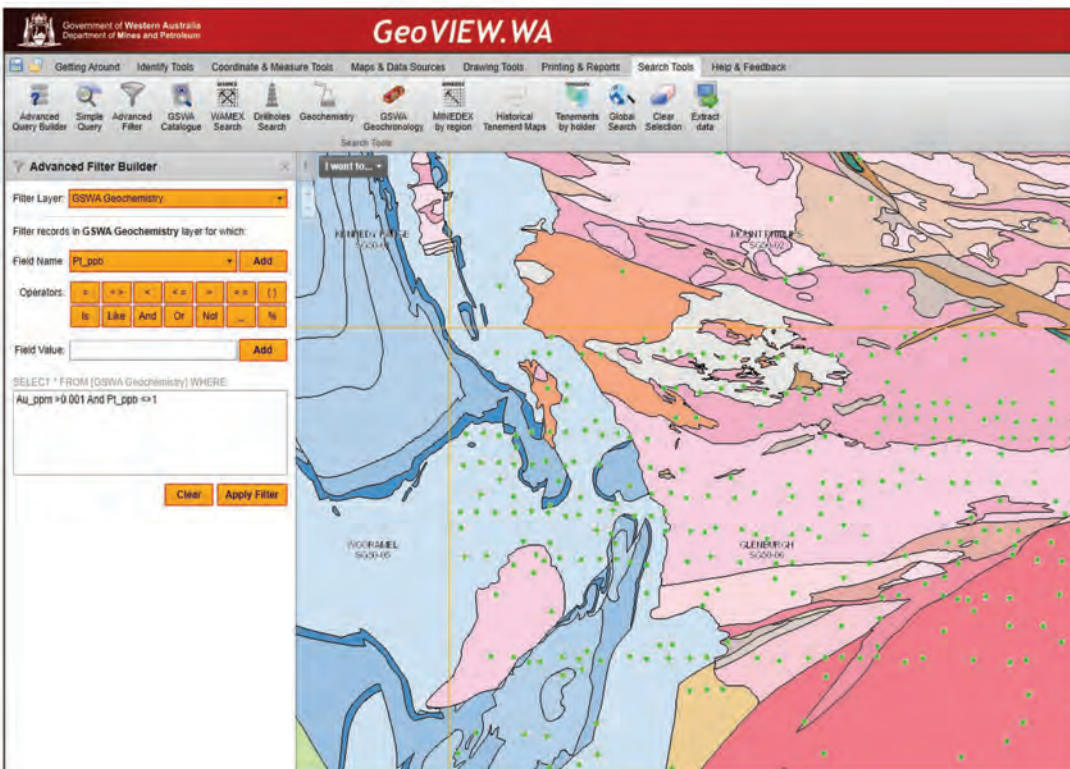 Government of Western Australia
Department of Mines and Petroleum
GeoVIEW.WA
Getting Around Identify Tools Coordinate & Measure Tools Maps & Data Sources Drawing Tools Printing & Reports Search Tools Help & Feedback
Advanced Query Builder
Simple Query
Advanced Filter
GSWA Catalogue
WAMEX Search
Drillholes Search
Geochemistry
GSWA Geochronology
MINEDEX by region
Historical Tenement Maps
Tenements by holder
Global Search
Clear Selection
Extract data
Search Tools
Advanced Filter Builder
I want to...
Filter Layer: GSWA Geochemistry
Filter records in GSWA Geochemistry layer for which:
Field Name: Pt_ppb Add
Operators: = <> < <= > >= ( )
Is Like And Or Not _ %
Field Value: Add
SELECT * FROM [GSWA Geochemistry] WHERE:
Au_ppm >0.001 And Pt_ppb <>1
Clear Apply Filter
KENNEDY RANGE
SG50-01
MOUNT PHILLIPS
SG50-02
WOORAMEL
SG50-05
GLENBURGH
SG50-06